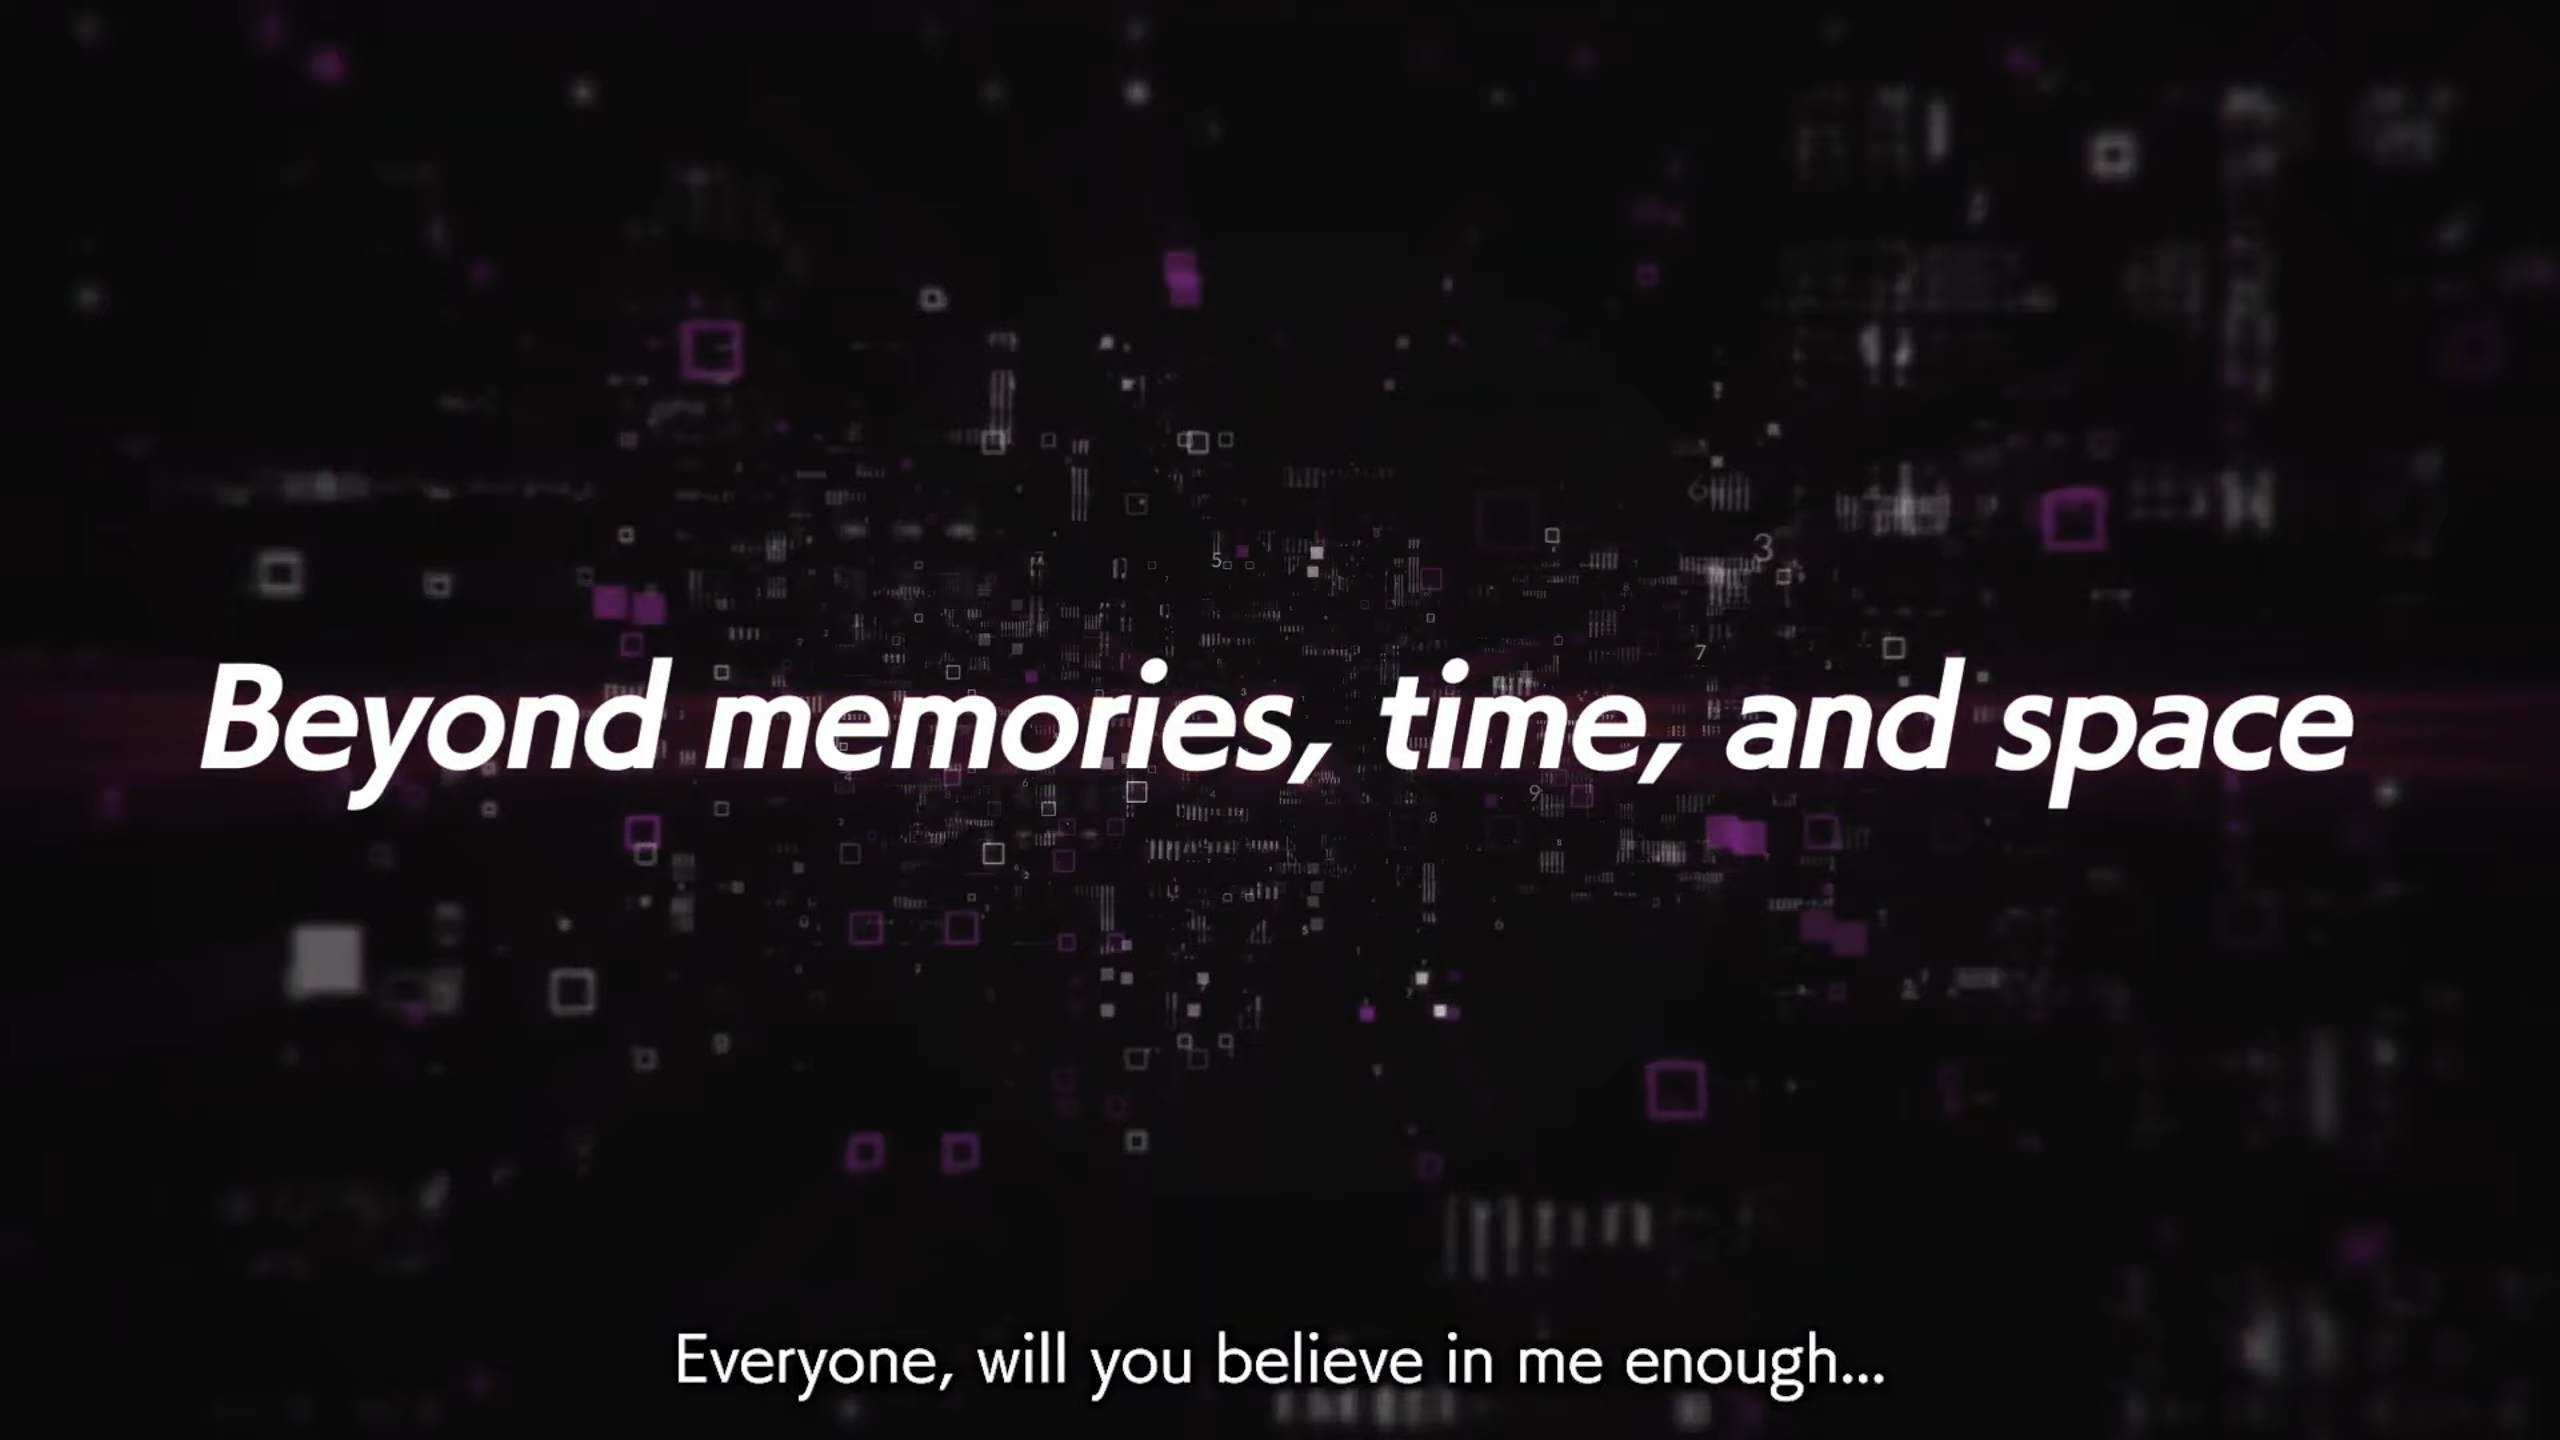 Beyond memories, time, and space
Everyone, will you believe in me enough...